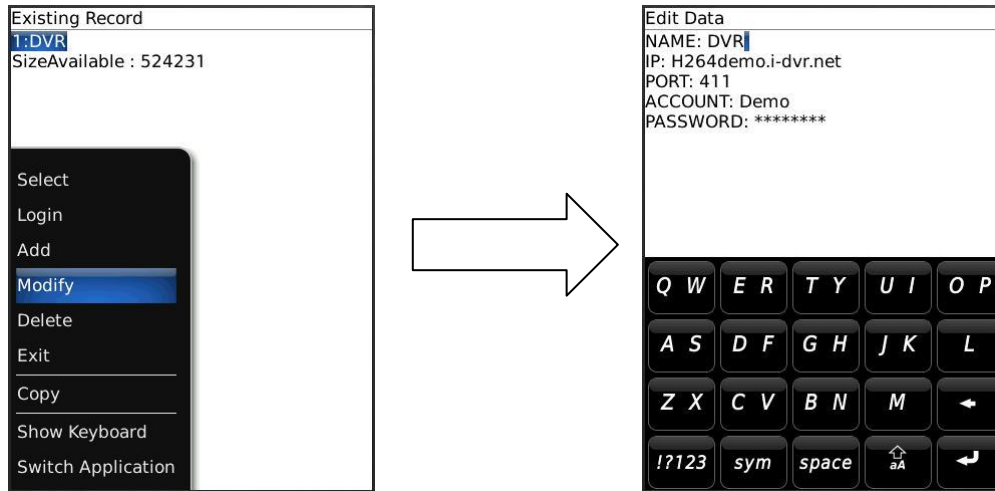 Existing Record
1:DVR
SizeAvailable : 524231
Select
Login
Add
Modify
Delete
Exit
Copy
Show Keyboard
Switch Application
Edit Data
NAME: DVR
IP: H264demo.i-dvr.net
PORT: 411
ACCOUNT: Demo
PASSWORD: ********
Q W E R T Y U I O P
A S D F G H J K L
Z X C V B N M
!?123 sym space aA